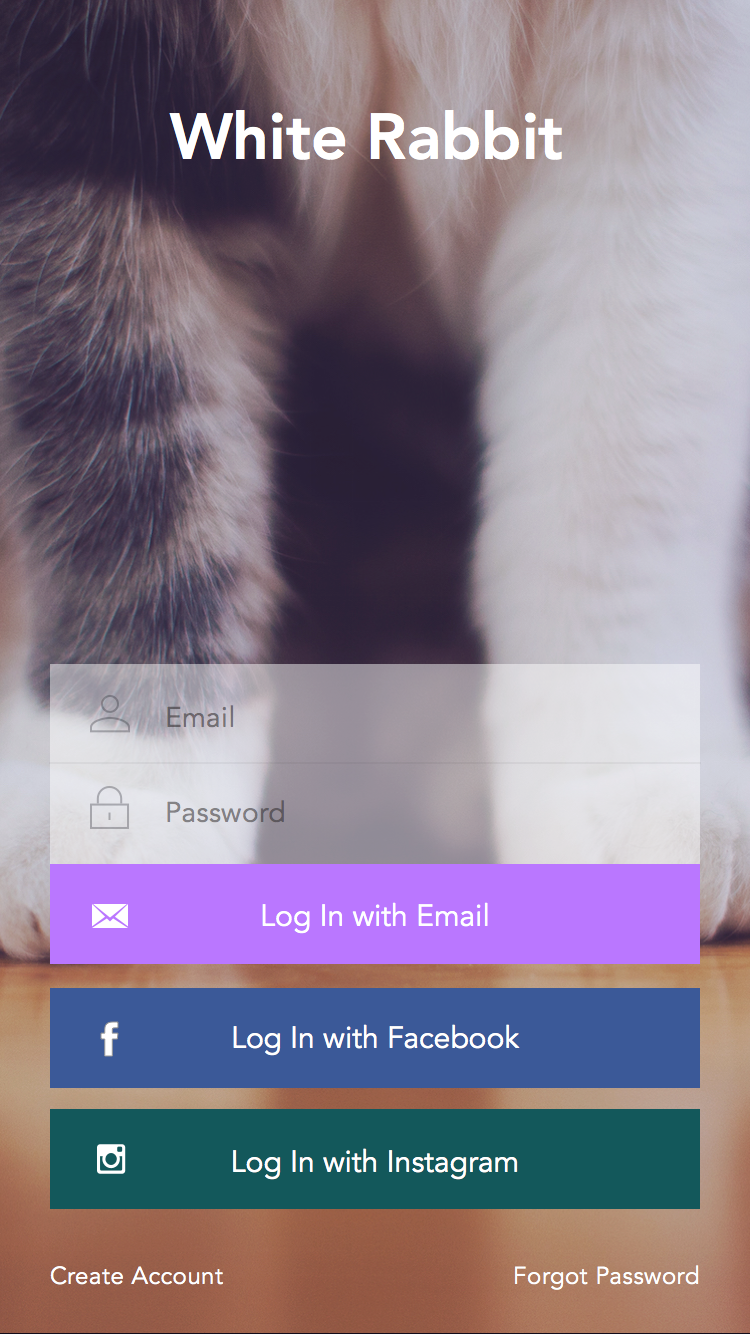 White Rabbit
Email
Password
Log In with Email
Log In with Facebook
Log In with Instagram
Create Account
Forgot Password